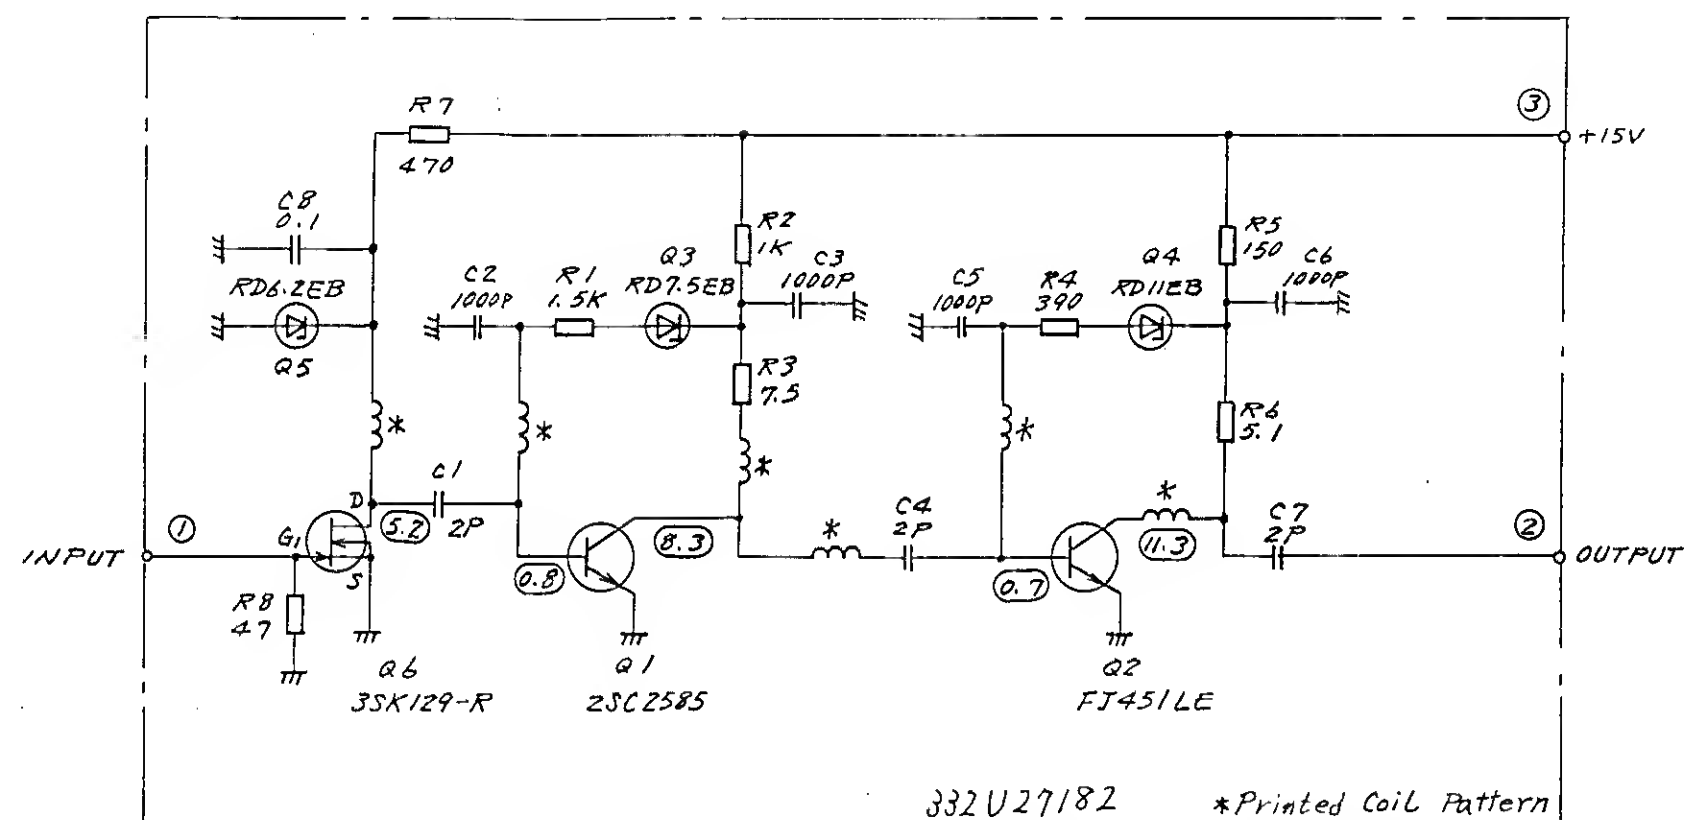 R7
470
③
+15V
C8
0.1
R2
1K
R5
150
RD6.2EB
Q5
C2
1000P
R1
1.5K
Q3
RD7.5EB
C3
1000P
C5
1000P
R4
390
Q4
RD11EB
C6
1000P
*
*
R3
7.5
*
*
R6
5.1
D
C1
2P
5.2
8.3
*
C4
2P
*
11.3
C7
2P
①
INPUT
G1
S
0.8
0.7
②
OUTPUT
R8
47
Q6
3SK129-R
Q1
2SC2585
Q2
FJ451LE
332U27182
*Printed Coil Pattern